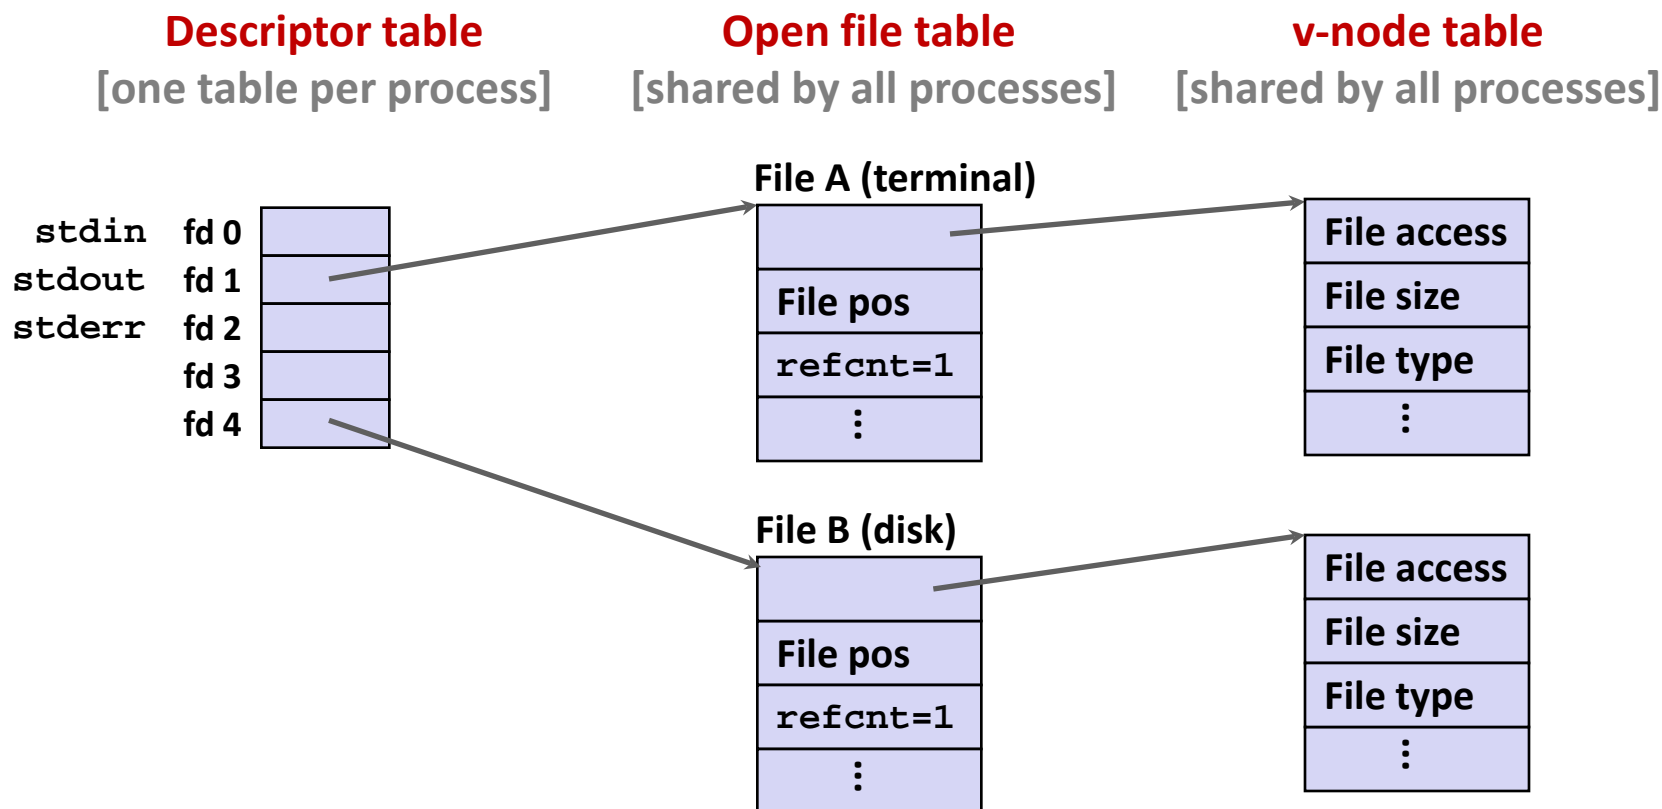 Descriptor table
[one table per process]
Open file table
[shared by all processes]
v-node table
[shared by all processes]
stdin fd 0
stdout fd 1
stderr fd 2
fd 3
fd 4
File A (terminal)
File pos
refcnt=1
⋮
File access
File size
File type
⋮
File B (disk)
File pos
refcnt=1
⋮
File access
File size
File type
⋮